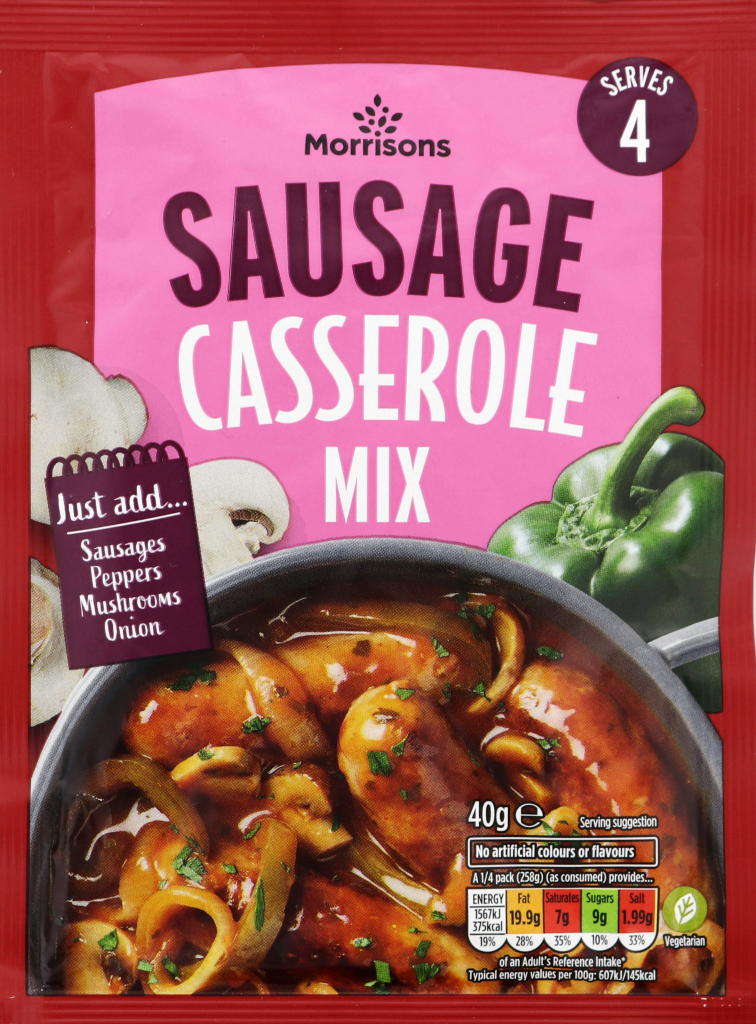 SERVES
4
Morrisons
SAUSAGE
CASSEROLE
MIX
Just add...
Sausages
Peppers
Mushrooms
Onion
40g ℮ Serving suggestion
No artificial colours or flavours
A 1/4 pack (258g) (as consumed) provides...
ENERGY Fat Saturates Sugars Salt
1567kJ 375kcal 19.9g 7g 9g 1.99g
19% 28% 35% 10% 33%
of an Adult's Reference Intake*
Typical energy values per 100g: 607kJ/145kcal
Vegetarian